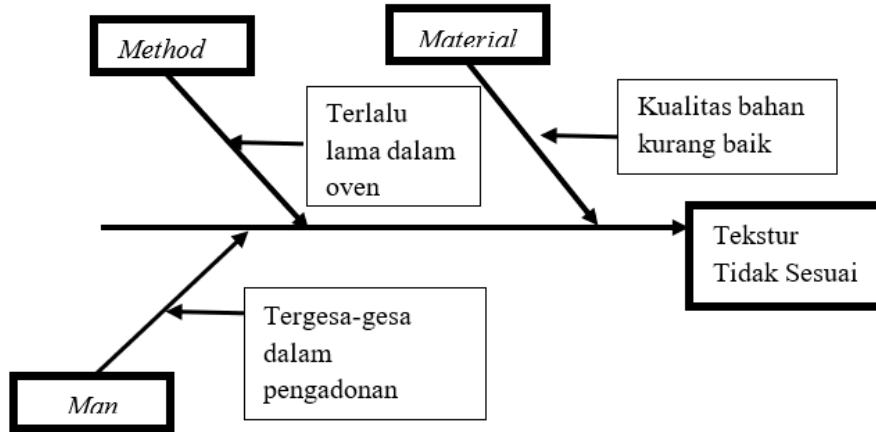 Method
Material
Terlalu
lama dalam
oven
Kualitas bahan
kurang baik
Tekstur
Tidak Sesuai
Tergesa-gesa
dalam
pengadonan
Man